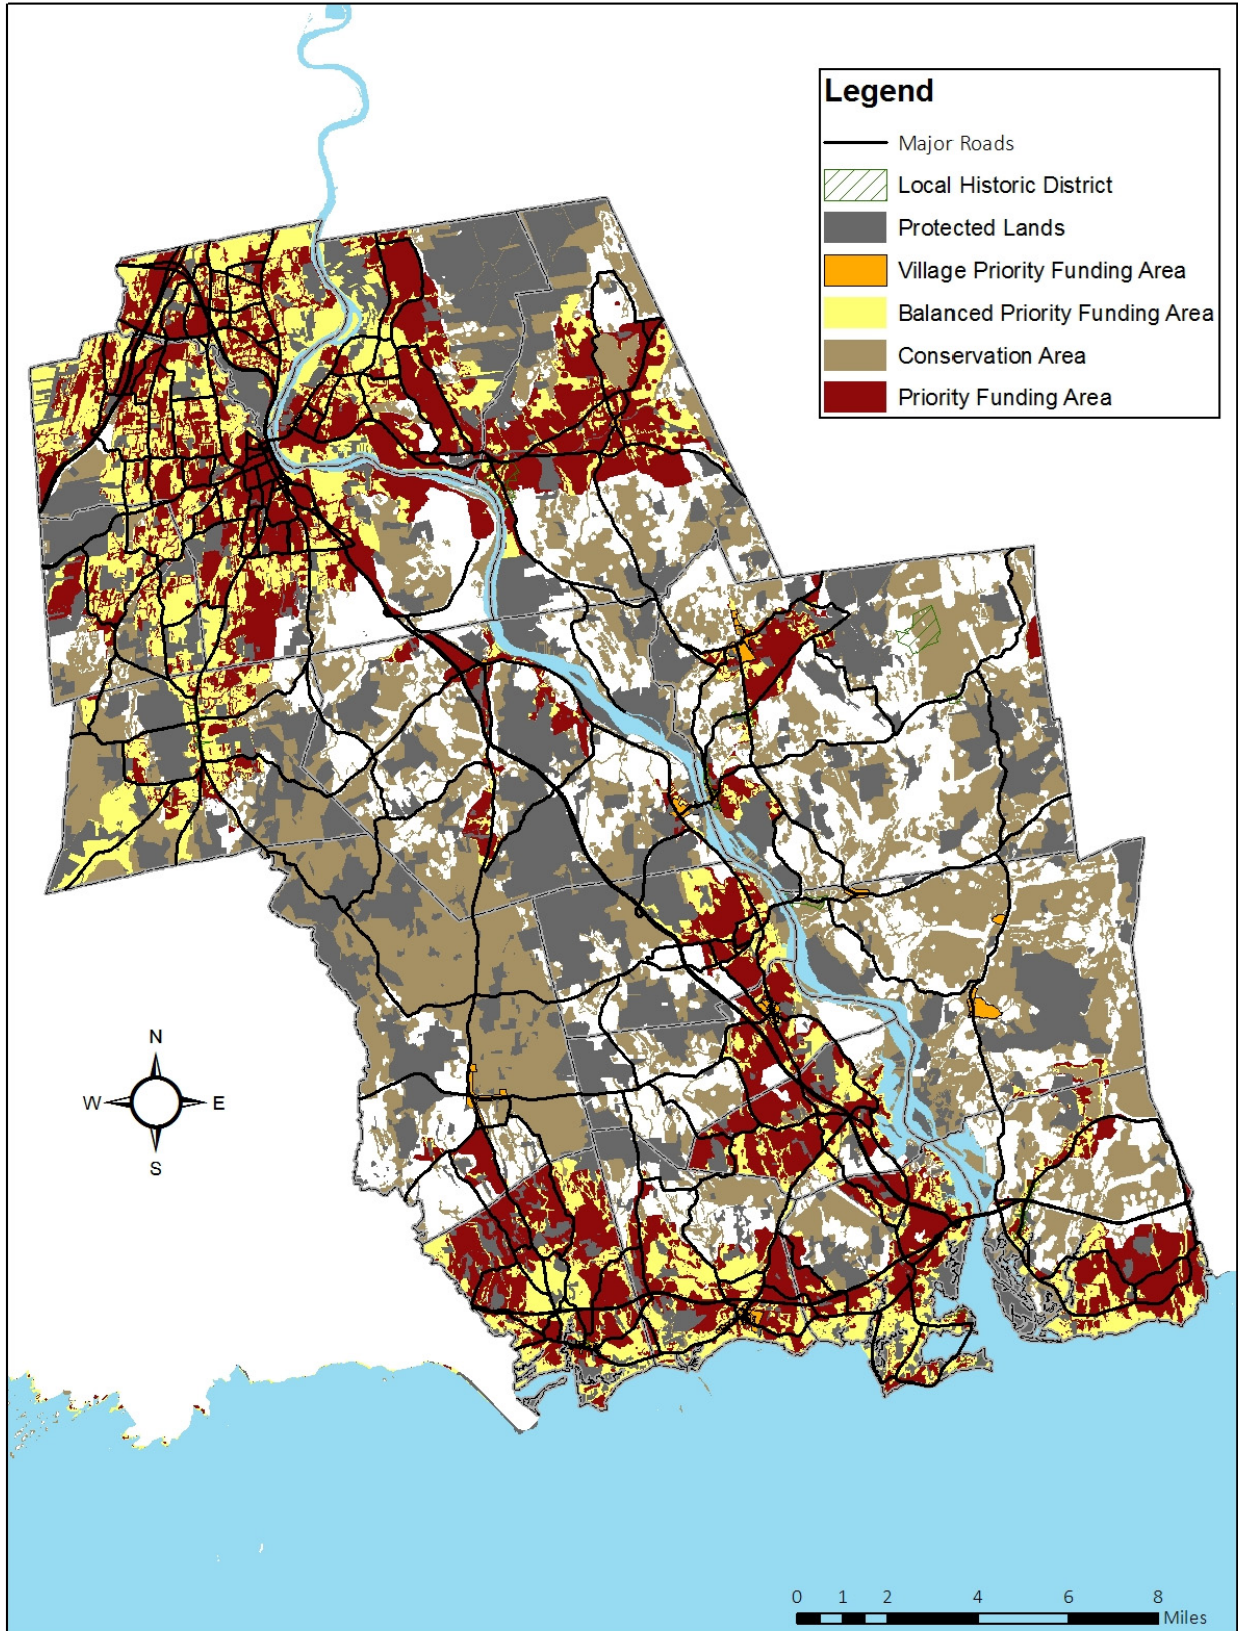 Legend
Major Roads
Local Historic District
Protected Lands
Village Priority Funding Area
Balanced Priority Funding Area
Conservation Area
Priority Funding Area
N
W E
S
0 1 2 4 6 8
Miles